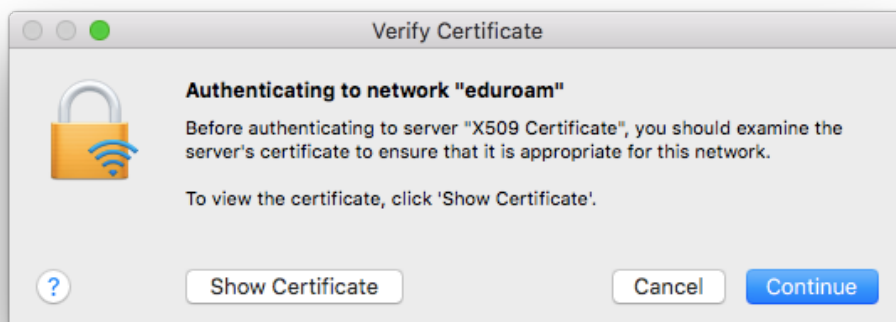 Verify Certificate
Authenticating to network "eduroam"
Before authenticating to server "X509 Certificate", you should examine the
server's certificate to ensure that it is appropriate for this network.
To view the certificate, click 'Show Certificate'.
? Show Certificate Cancel Continue